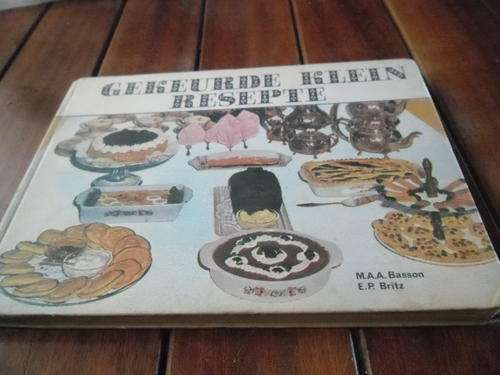 GEKEURDE KLEIN
RESEPTE
M.A.A. Basson
E.P. Britz